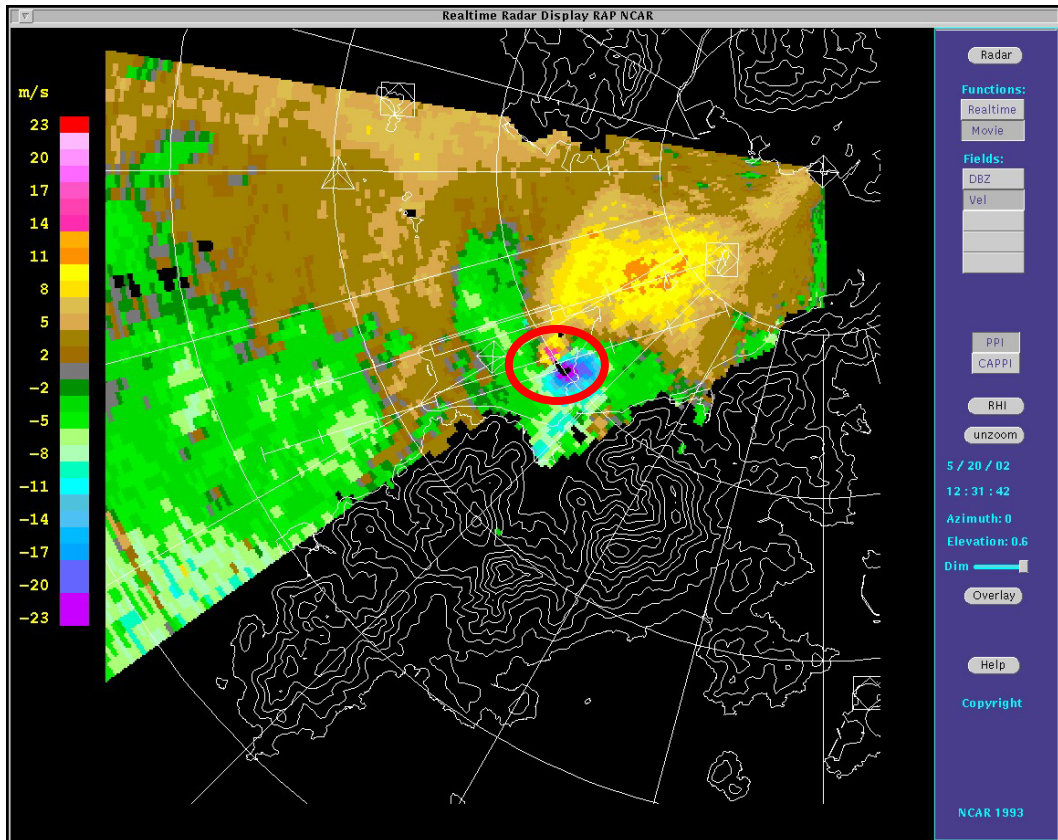 Realtime Radar Display RAP NCAR
m/s
23
20
17
14
11
8
5
2
-2
-5
-8
-11
-14
-17
-20
-23
Radar
Functions:
Realtime
Movie
Fields:
DBZ
Vel
PPI
CAPPI
RHI
unzoom
5 / 20 / 02
12 : 31 : 42
Azimuth: 0
Elevation: 0.6
Dim
Overlay
Help
Copyright
NCAR 1993